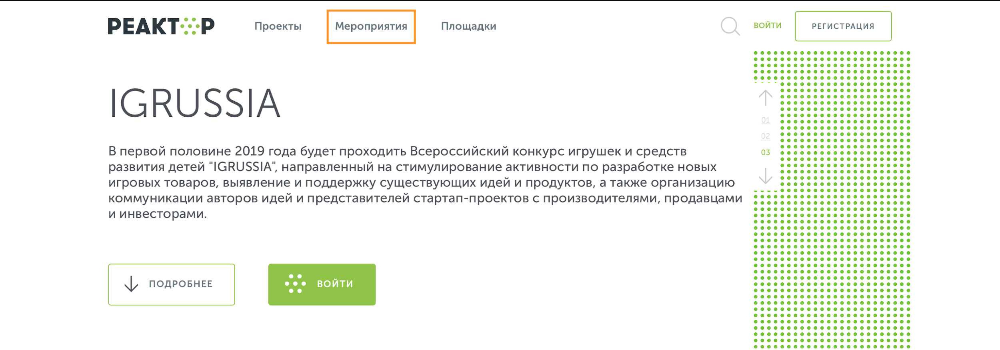 РЕАКТОР
Проекты
Мероприятия
Площадки
ВОЙТИ
РЕГИСТРАЦИЯ
IGRUSSIA
В первой половине 2019 года будет проходить Всероссийский конкурс игрушек и средств
развития детей "IGRUSSIA", направленный на стимулирование активности по разработке новых
игровых товаров, выявление и поддержку существующих идей и продуктов, а также организацию
коммуникации авторов идей и представителей стартап-проектов с производителями, продавцами
и инвесторами.
01
02
03
ПОДРОБНЕЕ
ВОЙТИ